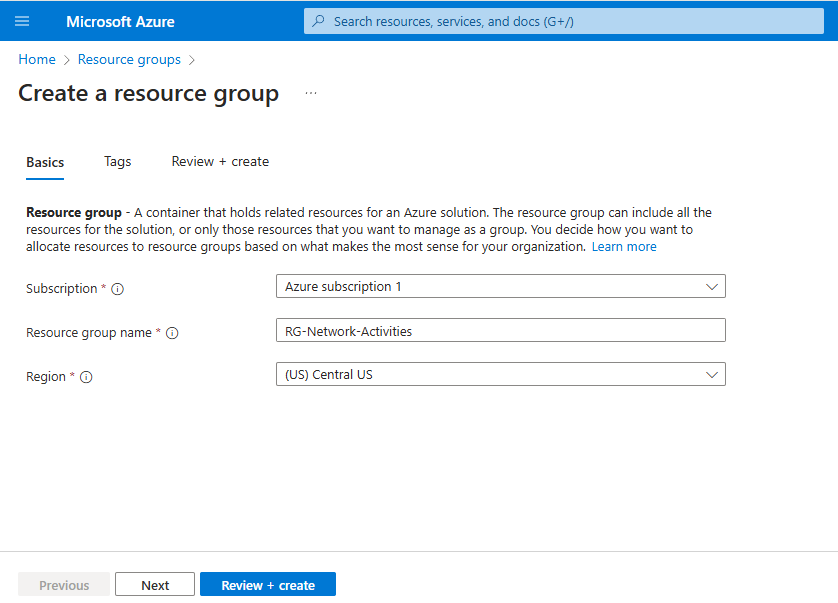 Microsoft Azure
Search resources, services, and docs (G+/)
Home > Resource groups >
Create a resource group ...
Basics Tags Review + create
Resource group - A container that holds related resources for an Azure solution. The resource group can include all the
resources for the solution, or only those resources that you want to manage as a group. You decide how you want to
allocate resources to resource groups based on what makes the most sense for your organization. Learn more
Subscription * Azure subscription 1
Resource group name * RG-Network-Activities
Region * (US) Central US
Previous Next Review + create